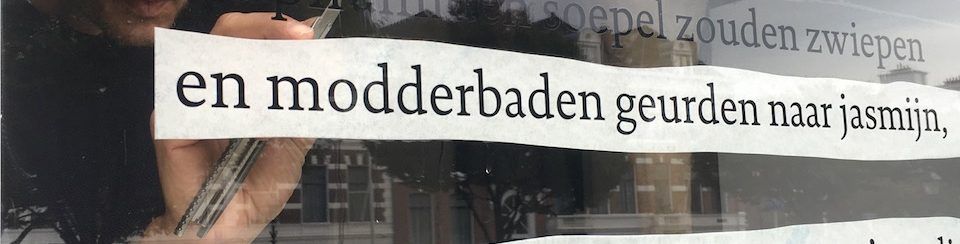 soepel zouden zwiepen
en modderbaden geurden naar jasmijn,